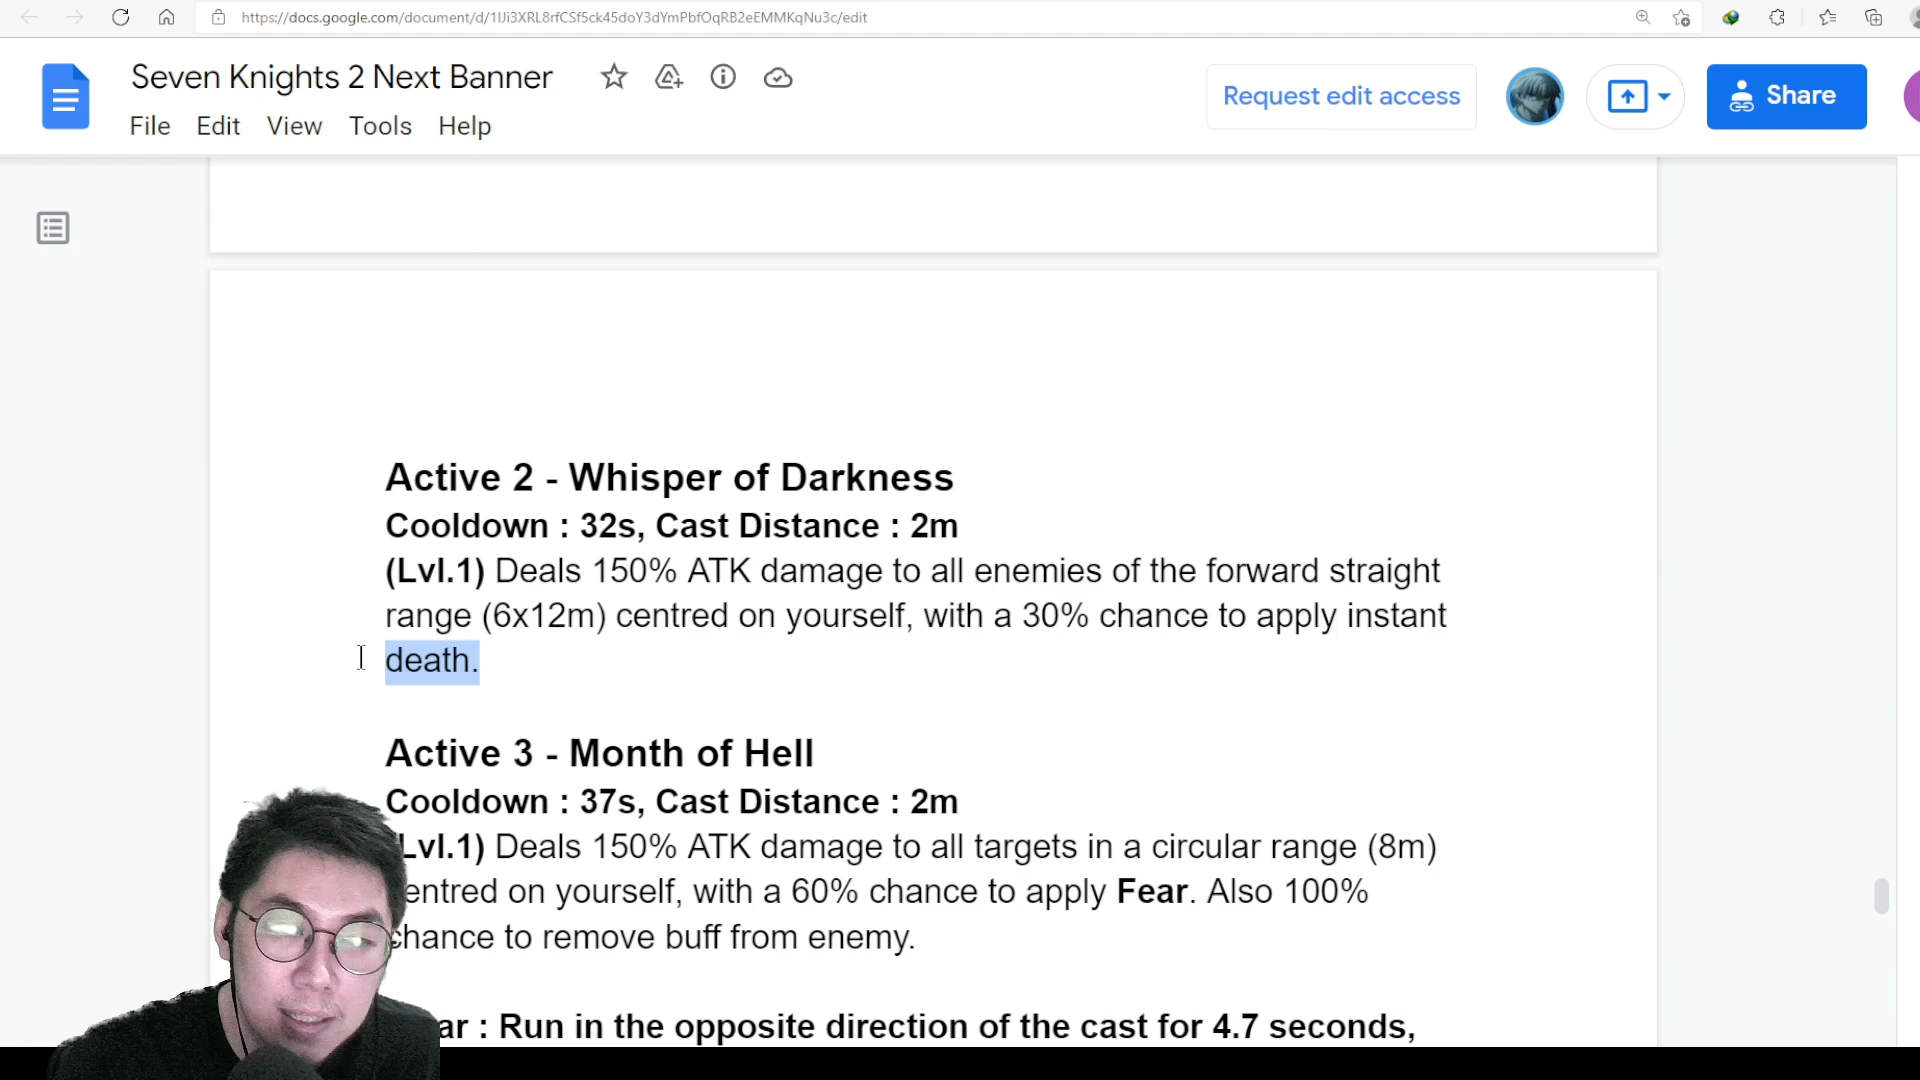 https://docs.google.com/document/d/1IJi3XRL8rfCSf5ck45doY3dYmPbfOqRB2eEMMKqNu3c/edit
Seven Knights 2 Next Banner
File Edit View Tools Help
Request edit access
Share
Active 2 - Whisper of Darkness
Cooldown : 32s, Cast Distance : 2m
(Lvl.1) Deals 150% ATK damage to all enemies of the forward straight
range (6x12m) centred on yourself, with a 30% chance to apply instant
death.
Active 3 - Month of Hell
Cooldown : 37s, Cast Distance : 2m
(Lvl.1) Deals 150% ATK damage to all targets in a circular range (8m)
centred on yourself, with a 60% chance to apply Fear. Also 100%
chance to remove buff from enemy.
ar : Run in the opposite direction of the cast for 4.7 seconds,